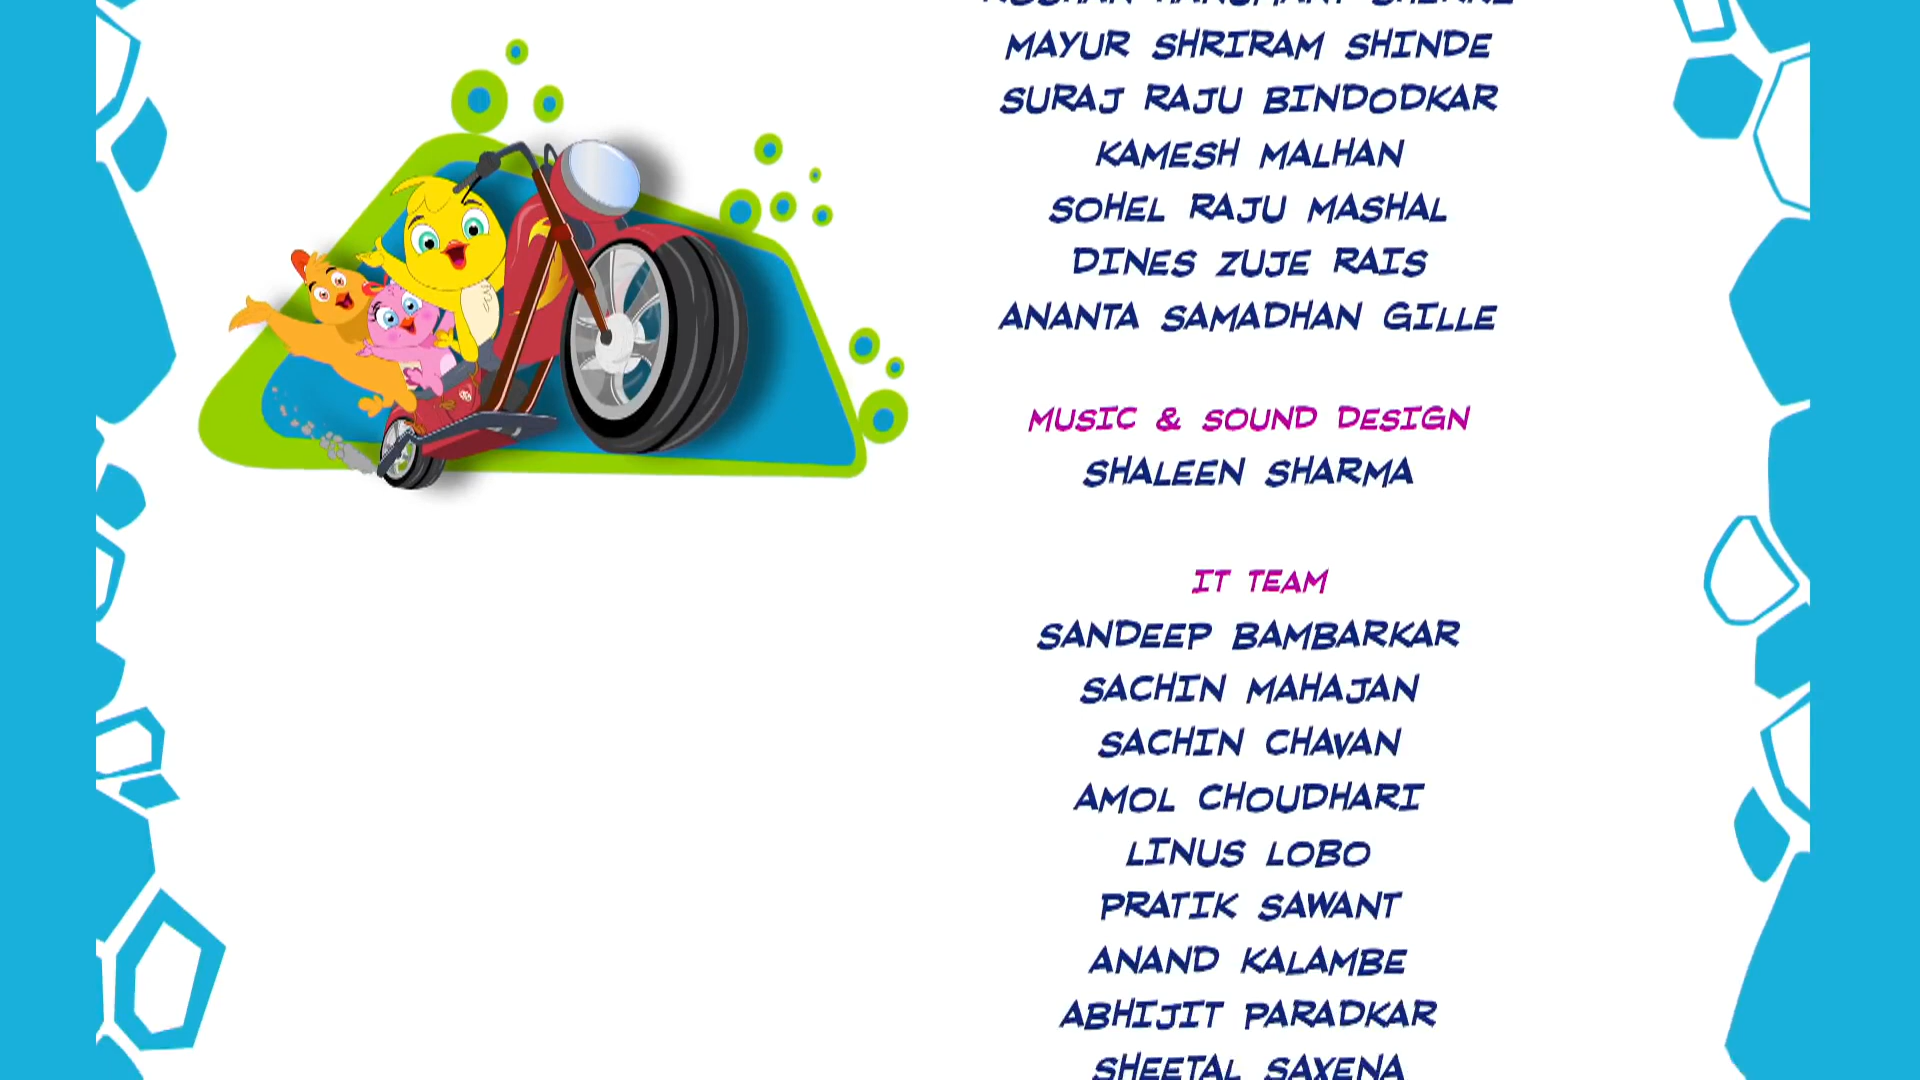 MAYUR SHRIRAM SHINDE
SURAJ RAJU BINDODKAR
KAMESH MALHAN
SOHEL RAJU MASHAL
DINES ZUJE RAIS
ANANTA SAMADHAN GILLE
MUSIC & SOUND DESIGN
SHALEEN SHARMA
IT TEAM
SANDEEP BAMBARKAR
SACHIN MAHAJAN
SACHIN CHAVAN
AMOL CHOUDHARI
LINUS LOBO
PRATIK SAWANT
ANAND KALAMBE
ABHIJIT PARADKAR
SHEETAL SAXENA